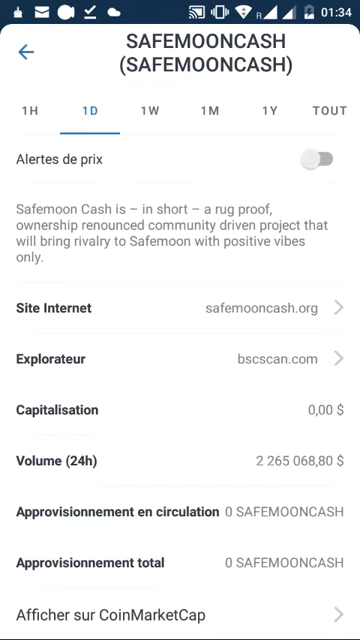 R 01:34
SAFEMOONCASH
(SAFEMOONCASH)
1H 1D 1W 1M 1Y TOUT
Alertes de prix
Safemoon Cash is – in short – a rug proof,
ownership renounced community driven project that
will bring rivalry to Safemoon with positive vibes
only.
Site Internet safemooncash.org
Explorateur bscscan.com
Capitalisation 0,00 $
Volume (24h) 2 265 068,80 $
Approvisionnement en circulation 0 SAFEMOONCASH
Approvisionnement total 0 SAFEMOONCASH
Afficher sur CoinMarketCap